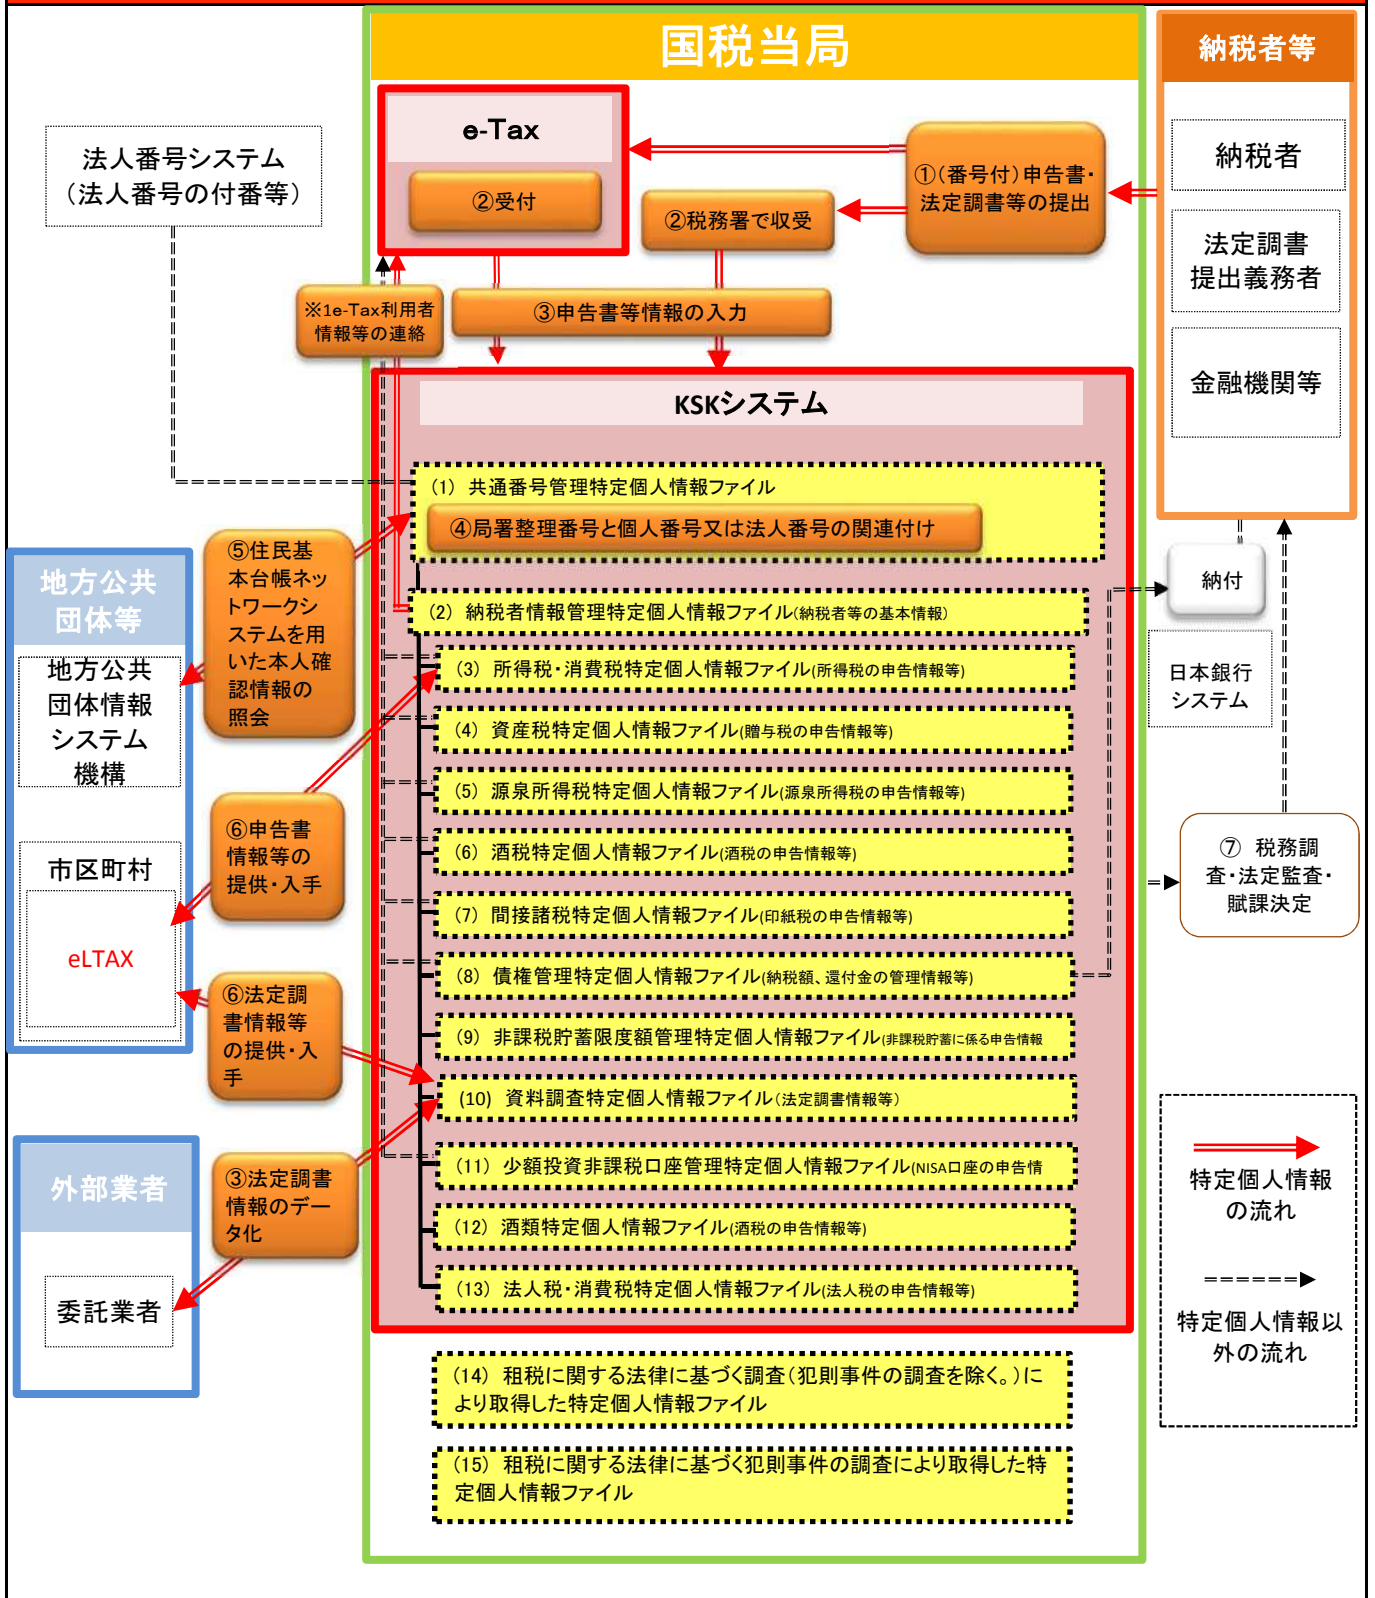 国税当局
納税者等
e-Tax
②受付
①(番号付)申告書・
法定調書等の提出
②税務署で収受
納税者
法定調書
提出義務者
金融機関等
法人番号システム
(法人番号の付番等)
※1e-Tax利用者
情報等の連絡
③申告書等情報の入力
KSKシステム
(1) 共通番号管理特定個人情報ファイル
④局署整理番号と個人番号又は法人番号の関連付け
(2) 納税者情報管理特定個人情報ファイル(納税者等の基本情報)
(3) 所得税・消費税特定個人情報ファイル(所得税の申告情報等)
(4) 資産税特定個人情報ファイル(贈与税の申告情報等)
(5) 源泉所得税特定個人情報ファイル(源泉所得税の申告情報等)
(6) 酒税特定個人情報ファイル(酒税の申告情報等)
(7) 間接諸税特定個人情報ファイル(印紙税の申告情報等)
(8) 債権管理特定個人情報ファイル(納税額、還付金の管理情報等)
(9) 非課税貯蓄限度額管理特定個人情報ファイル(非課税貯蓄に係る申告情報
(10) 資料調査特定個人情報ファイル(法定調書情報等)
(11) 少額投資非課税口座管理特定個人情報ファイル(NISA口座の申告情
(12) 酒類特定個人情報ファイル(酒税の申告情報等)
(13) 法人税・消費税特定個人情報ファイル(法人税の申告情報等)
(14) 租税に関する法律に基づく調査(犯則事件の調査を除く。)に
より取得した特定個人情報ファイル
(15) 租税に関する法律に基づく犯則事件の調査により取得した特
定個人情報ファイル
地方公共
団体等
地方公共
団体情報
システム
機構
市区町村
eLTAX
⑤住民基
本台帳ネッ
トワークシ
ステムを用
いた本人確
認情報の
照会
⑥申告書
情報等の
提供・入手
⑥法定調
書情報等
の提供・入
手
外部業者
委託業者
③法定調書
情報のデー
タ化
納付
日本銀行
システム
⑦ 税務調
査・法定監査・
賦課決定
特定個人情報
の流れ
特定個人情報以
外の流れ